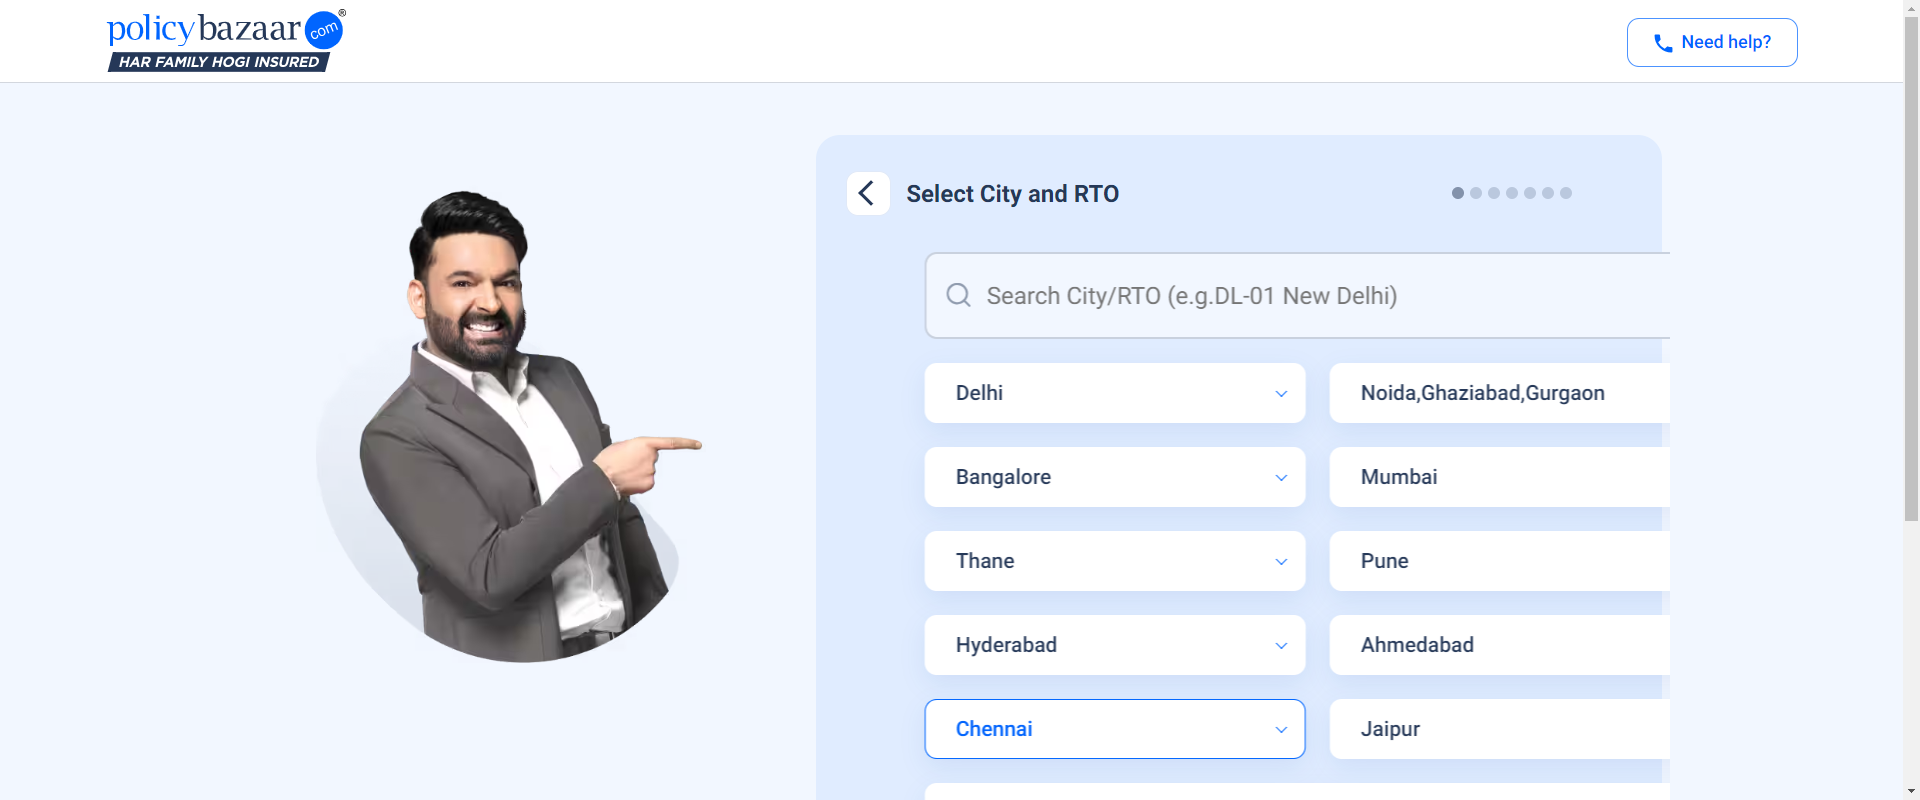 policybazaar com ®
HAR FAMILY HOGI INSURED
Need help?
Select City and RTO
Search City/RTO (e.g.DL-01 New Delhi)
Delhi
Noida,Ghaziabad,Gurgaon
Bangalore
Mumbai
Thane
Pune
Hyderabad
Ahmedabad
Chennai
Jaipur